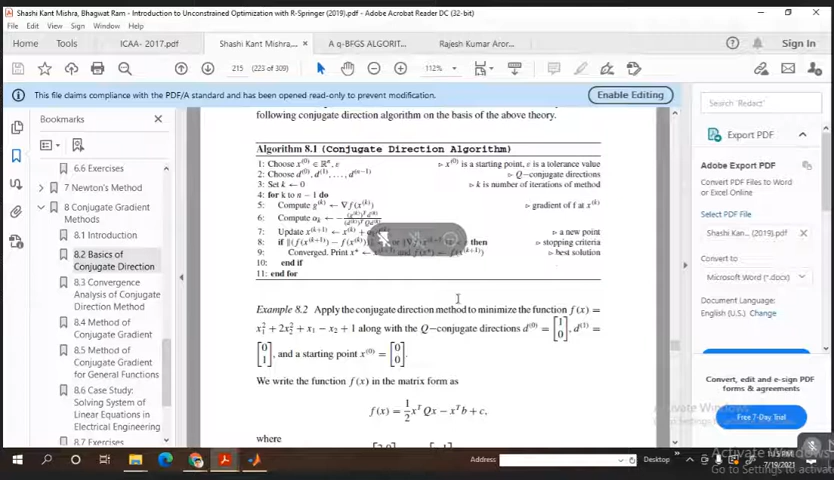 Shashi Kant Mishra, Bhagwat Ram - Introduction to Unconstrained Optimization with R-Springer (2019).pdf - Adobe Acrobat Reader DC (32-bit)
File Edit View Sign Window Help
Home Tools ICAA- 2017.pdf Shashi Kant Mishra,... × A q-BFGS ALGORIT... Rajesh Kumar Aror... Sign In
215 (223 of 309) 112%
This file claims compliance with the PDF/A standard and has been opened read-only to prevent modification. Enable Editing
Bookmarks ×
6.6 Exercises
7 Newton's Method
8 Conjugate Gradient Methods
8.1 Introduction
8.2 Basics of Conjugate Direction
8.3 Convergence Analysis of Conjugate Direction Method
8.4 Method of Conjugate Gradient
8.5 Method of Conjugate Gradient for General Functions
8.6 Case Study: Solving System of Linear Equations in Electrical Engineering
8.7 Exercises
following conjugate direction algorithm on the basis of the above theory.
Algorithm 8.1 (Conjugate Direction Algorithm)
1: Choose x^(0) ∈ R^n, ε ▹ x^(0) is a starting point, ε is a tolerance value
2: Choose d^(0), d^(1), . . . , d^(n−1) ▹ Q-conjugate directions
3: Set k ← 0 ▹ k is number of iterations of method
4: for k to n − 1 do
5: Compute g^(k) ← ∇f(x^(k)) ▹ gradient of f at x^(k)
6: Compute α_k ← −
7: Update x^(k+1) ← x^(k) + ▹ a new point
8: if then ▹ stopping criteria
9: Converged. Print x* ← f(x^(k+1)) ▹ best solution
10: end if
11: end for
Example 8.2 Apply the conjugate direction method to minimize the function f(x) =
x₁² + 2x₂² + x₁ − x₂ + 1 along with the Q-conjugate directions d^(0) = [1 0], d^(1) =
[0 1], and a starting point x^(0) = [0 0].
We write the function f(x) in the matrix form as
f(x) = 1/2 x^T Qx − x^T b + c,
where
Search 'Redact'
Export PDF
Adobe Export PDF
Convert PDF Files to Word or Excel Online
Select PDF File
Shashi Kant... (2019).pdf ×
Convert to
Microsoft Word (*.docx)
Document Language:
English (U.S.) Change
Convert, edit and e-sign PDF forms & agreements
Free 7-Day Trial
Activate Windows
Address Desktop
7/19/2021